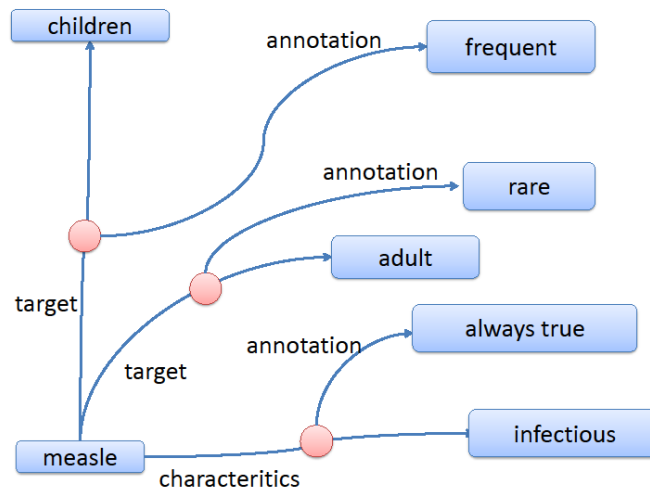 children
annotation
frequent
annotation
rare
adult
target
always true
annotation
target
infectious
measle
characteritics